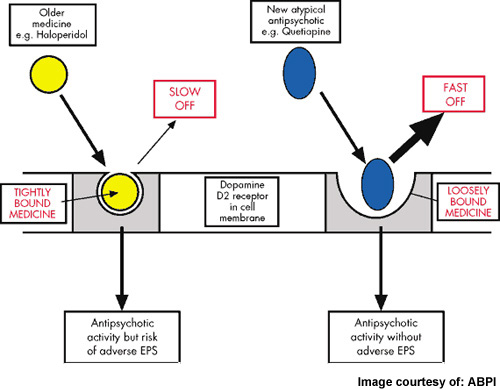 Older
medicine
e.g. Holoperidol
New atypical
antipsychotic
e.g. Quetiapine
SLOW
OFF
FAST
OFF
TIGHTLY
BOUND
MEDICINE
Dopamine
D2 receptor
in cell
membrane
LOOSELY
BOUND
MEDICINE
Antipsychotic
activity but risk
of adverse EPS
Antipsychotic
activity without
adverse EPS
Image courtesy of: ABPI